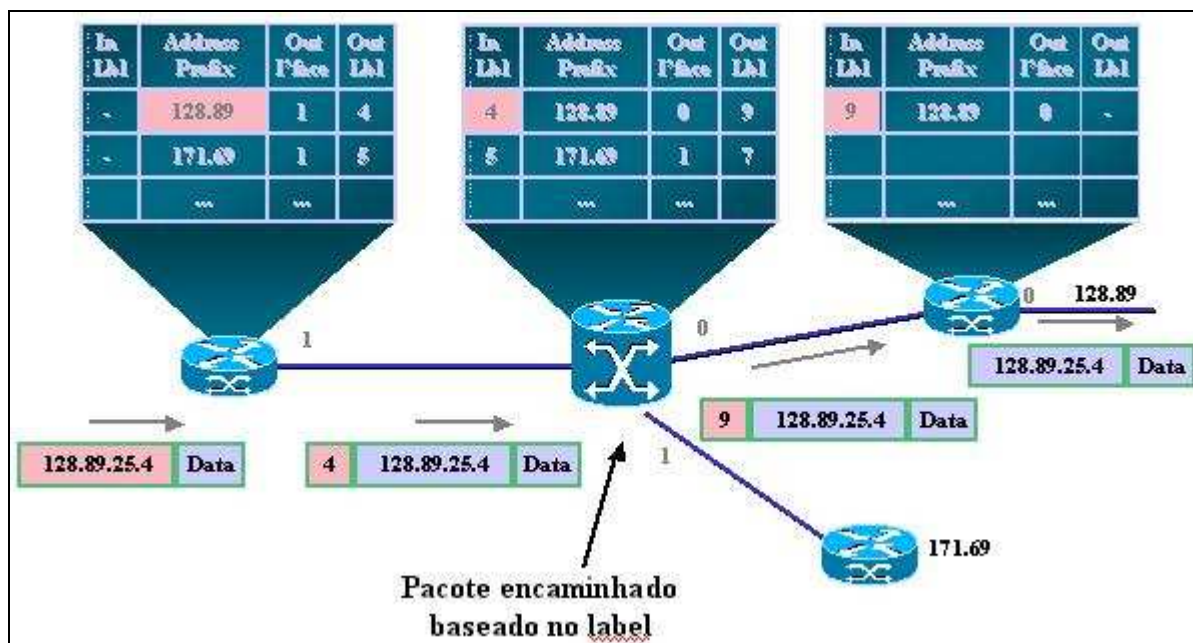 In Lbl Address Prefix Out I'face Out Lbl
- 128.89 1 4
- 171.69 1 5
... ...
In Lbl Address Prefix Out I'face Out Lbl
4 128.89 0 9
5 171.69 1 7
... ...
In Lbl Address Prefix Out I'face Out Lbl
9 128.89 0 -
... ...
1
0
0
128.89
128.89.25.4 Data
9 128.89.25.4 Data
128.89.25.4 Data
4 128.89.25.4 Data
1
171.69
Pacote encaminhado
baseado no label